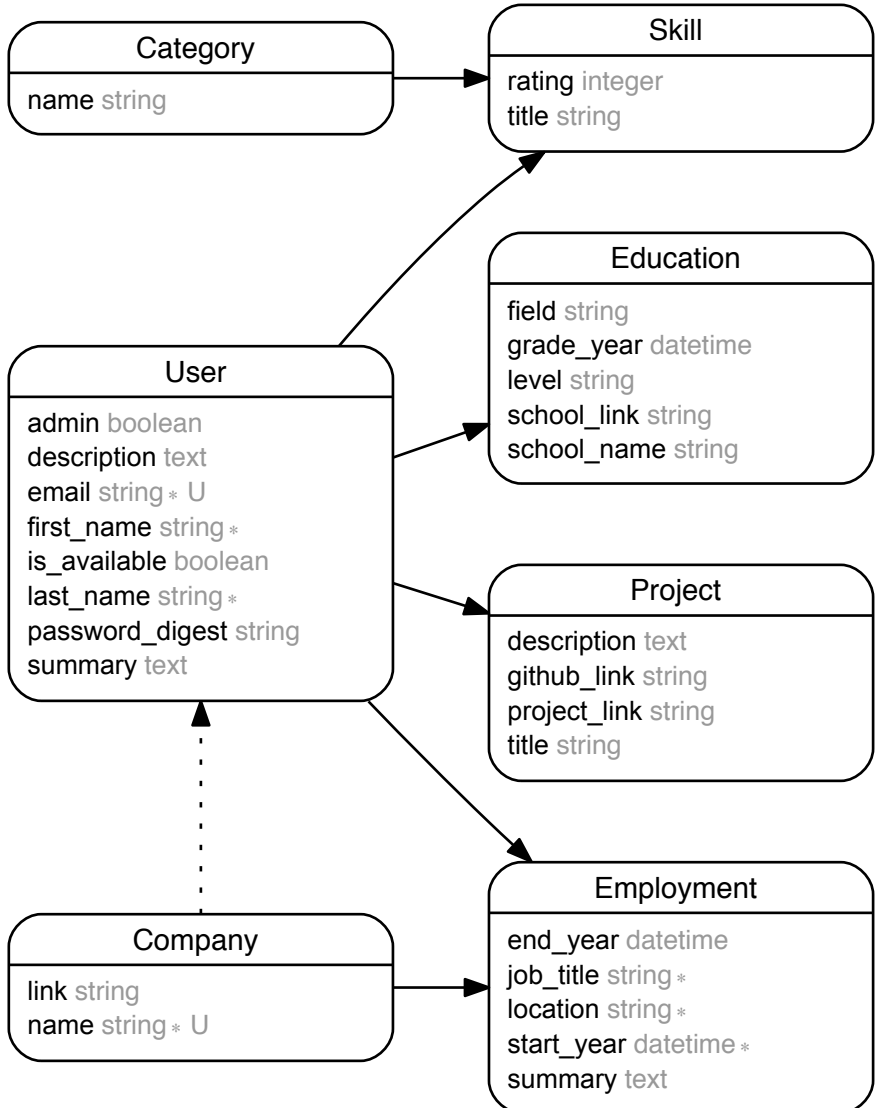 Category
name string
Skill
rating integer
title string
Education
field string
grade_year datetime
level string
school_link string
school_name string
User
admin boolean
description text
email string * U
first_name string *
is_available boolean
last_name string *
password_digest string
summary text
Project
description text
github_link string
project_link string
title string
Employment
end_year datetime
job_title string *
location string *
start_year datetime *
summary text
Company
link string
name string * U